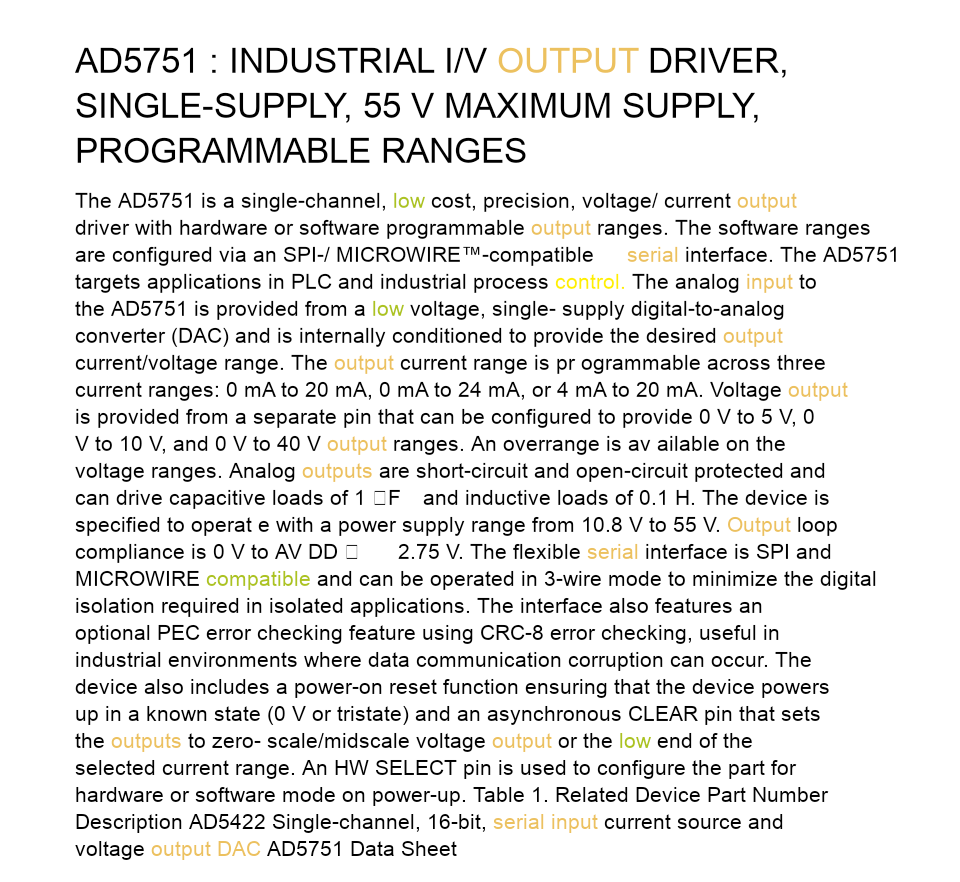 AD5751 : INDUSTRIAL I/V OUTPUT DRIVER,
SINGLE-SUPPLY, 55 V MAXIMUM SUPPLY,
PROGRAMMABLE RANGES
The AD5751 is a single-channel, low cost, precision, voltage/ current output
driver with hardware or software programmable output ranges. The software ranges
are configured via an SPI-/ MICROWIRE™-compatible serial interface. The AD5751
targets applications in PLC and industrial process control. The analog input to
the AD5751 is provided from a low voltage, single- supply digital-to-analog
converter (DAC) and is internally conditioned to provide the desired output
current/voltage range. The output current range is pr ogrammable across three
current ranges: 0 mA to 20 mA, 0 mA to 24 mA, or 4 mA to 20 mA. Voltage output
is provided from a separate pin that can be configured to provide 0 V to 5 V, 0
V to 10 V, and 0 V to 40 V output ranges. An overrange is av ailable on the
voltage ranges. Analog outputs are short-circuit and open-circuit protected and
can drive capacitive loads of 1 □F and inductive loads of 0.1 H. The device is
specified to operat e with a power supply range from 10.8 V to 55 V. Output loop
compliance is 0 V to AV DD □ 2.75 V. The flexible serial interface is SPI and
MICROWIRE compatible and can be operated in 3-wire mode to minimize the digital
isolation required in isolated applications. The interface also features an
optional PEC error checking feature using CRC-8 error checking, useful in
industrial environments where data communication corruption can occur. The
device also includes a power-on reset function ensuring that the device powers
up in a known state (0 V or tristate) and an asynchronous CLEAR pin that sets
the outputs to zero- scale/midscale voltage output or the low end of the
selected current range. An HW SELECT pin is used to configure the part for
hardware or software mode on power-up. Table 1. Related Device Part Number
Description AD5422 Single-channel, 16-bit, serial input current source and
voltage output DAC AD5751 Data Sheet